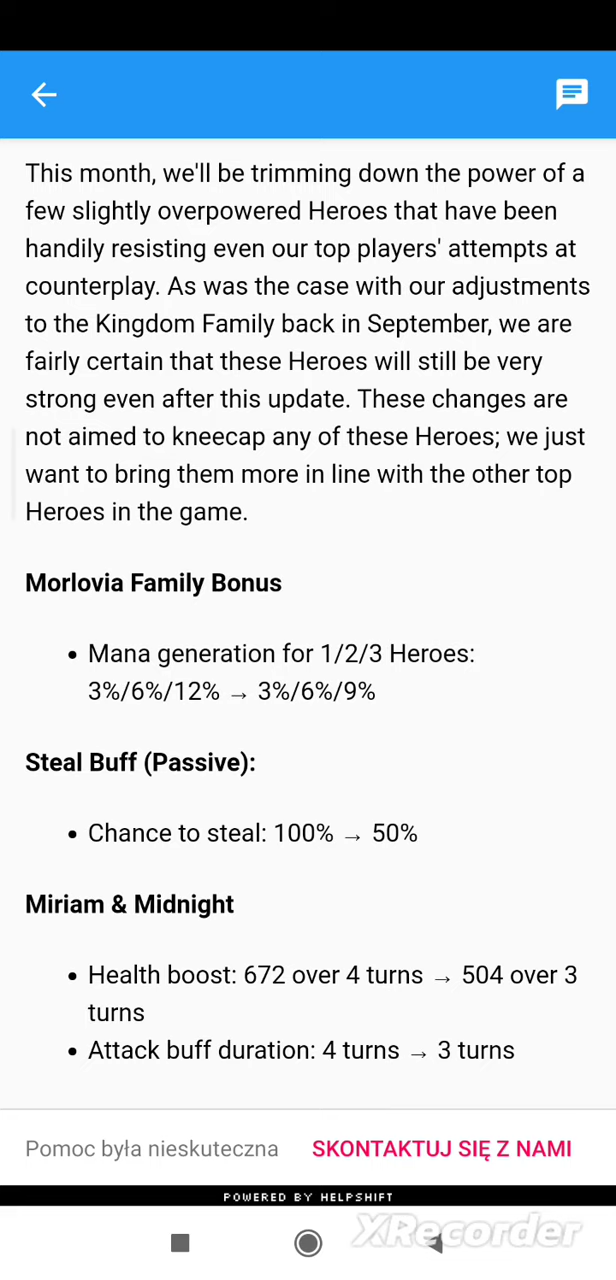 This month, we'll be trimming down the power of a
few slightly overpowered Heroes that have been
handily resisting even our top players' attempts at
counterplay. As was the case with our adjustments
to the Kingdom Family back in September, we are
fairly certain that these Heroes will still be very
strong even after this update. These changes are
not aimed to kneecap any of these Heroes; we just
want to bring them more in line with the other top
Heroes in the game.
Morlovia Family Bonus
• Mana generation for 1/2/3 Heroes:
3%/6%/12% → 3%/6%/9%
Steal Buff (Passive):
• Chance to steal: 100% → 50%
Miriam & Midnight
• Health boost: 672 over 4 turns → 504 over 3
turns
• Attack buff duration: 4 turns → 3 turns
Pomoc była nieskuteczna SKONTAKTUJ SIĘ Z NAMI
POWERED BY HELPSHIFT
XRecorder